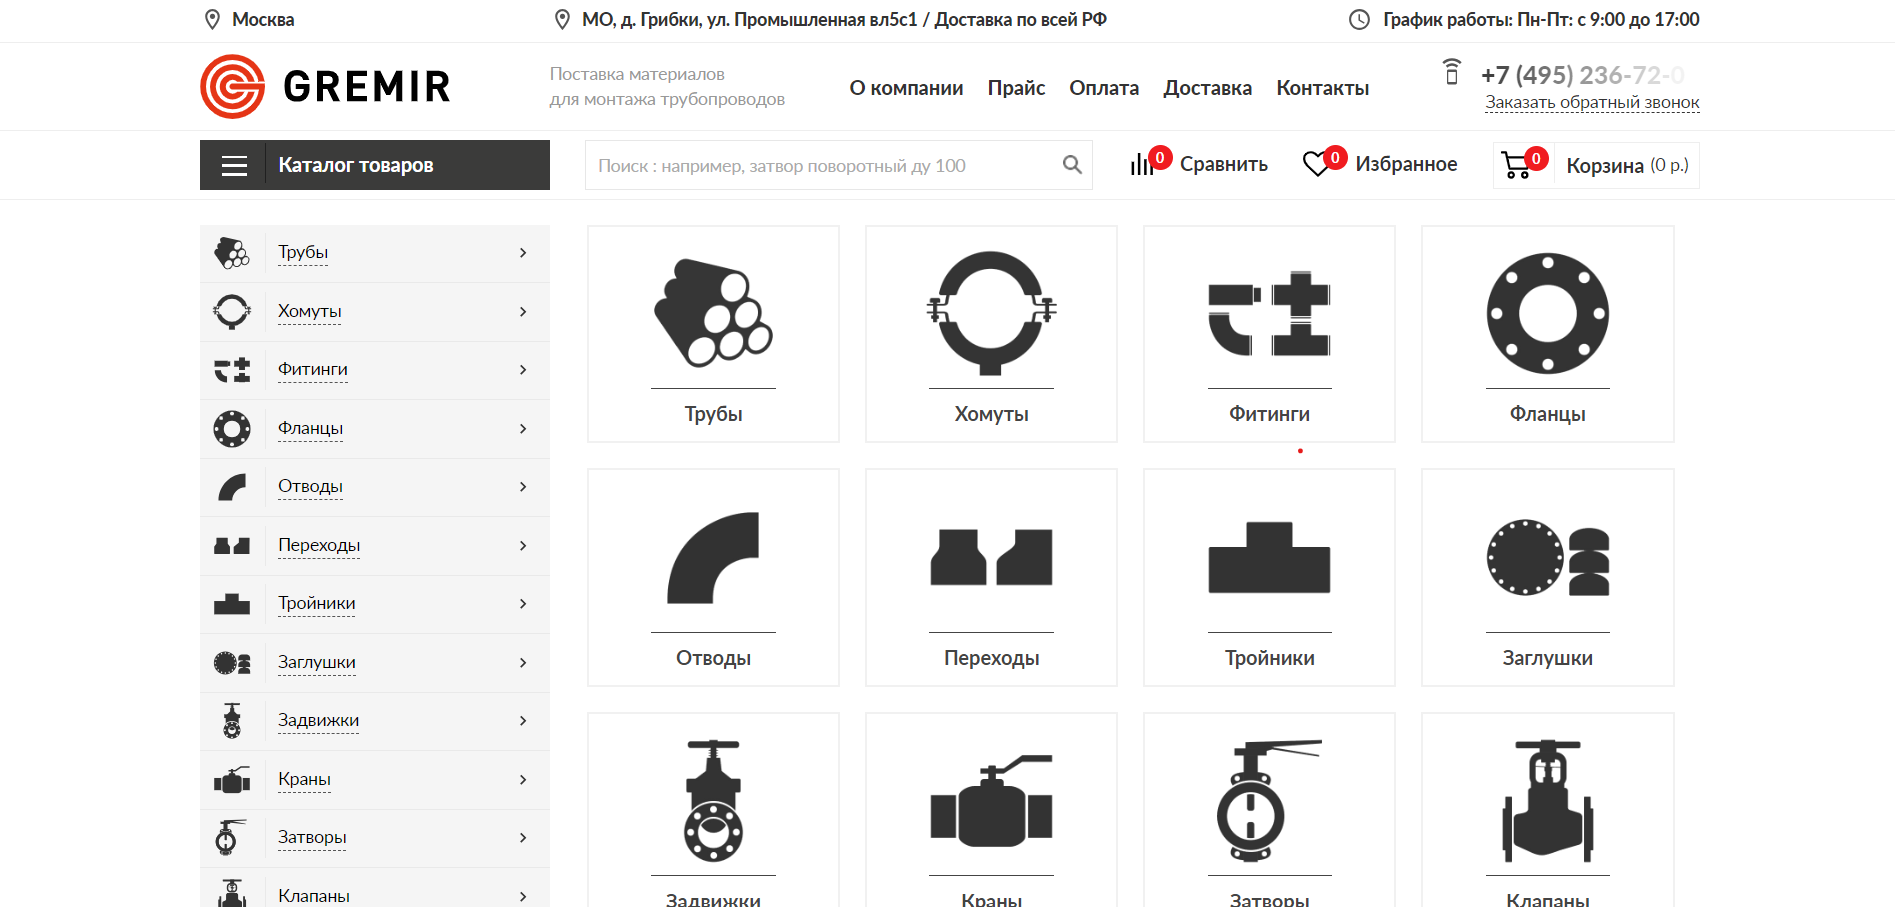 Москва
МО, д. Грибки, ул. Промышленная вл5с1 / Доставка по всей РФ
График работы: Пн-Пт: с 9:00 до 17:00
GREMIR
Поставка материалов
для монтажа трубопроводов
О компании
Прайс
Оплата
Доставка
Контакты
+7 (495) 236-72-0
Заказать обратный звонок
Каталог товаров
Поиск : например, затвор поворотный ду 100
0
Сравнить
0
Избранное
0
Корзина (0 р.)
Трубы
Хомуты
Фитинги
Фланцы
Отводы
Переходы
Тройники
Заглушки
Задвижки
Краны
Затворы
Клапаны
Трубы
Хомуты
Фитинги
Фланцы
Отводы
Переходы
Тройники
Заглушки
Задвижки
Краны
Затворы
Клапаны